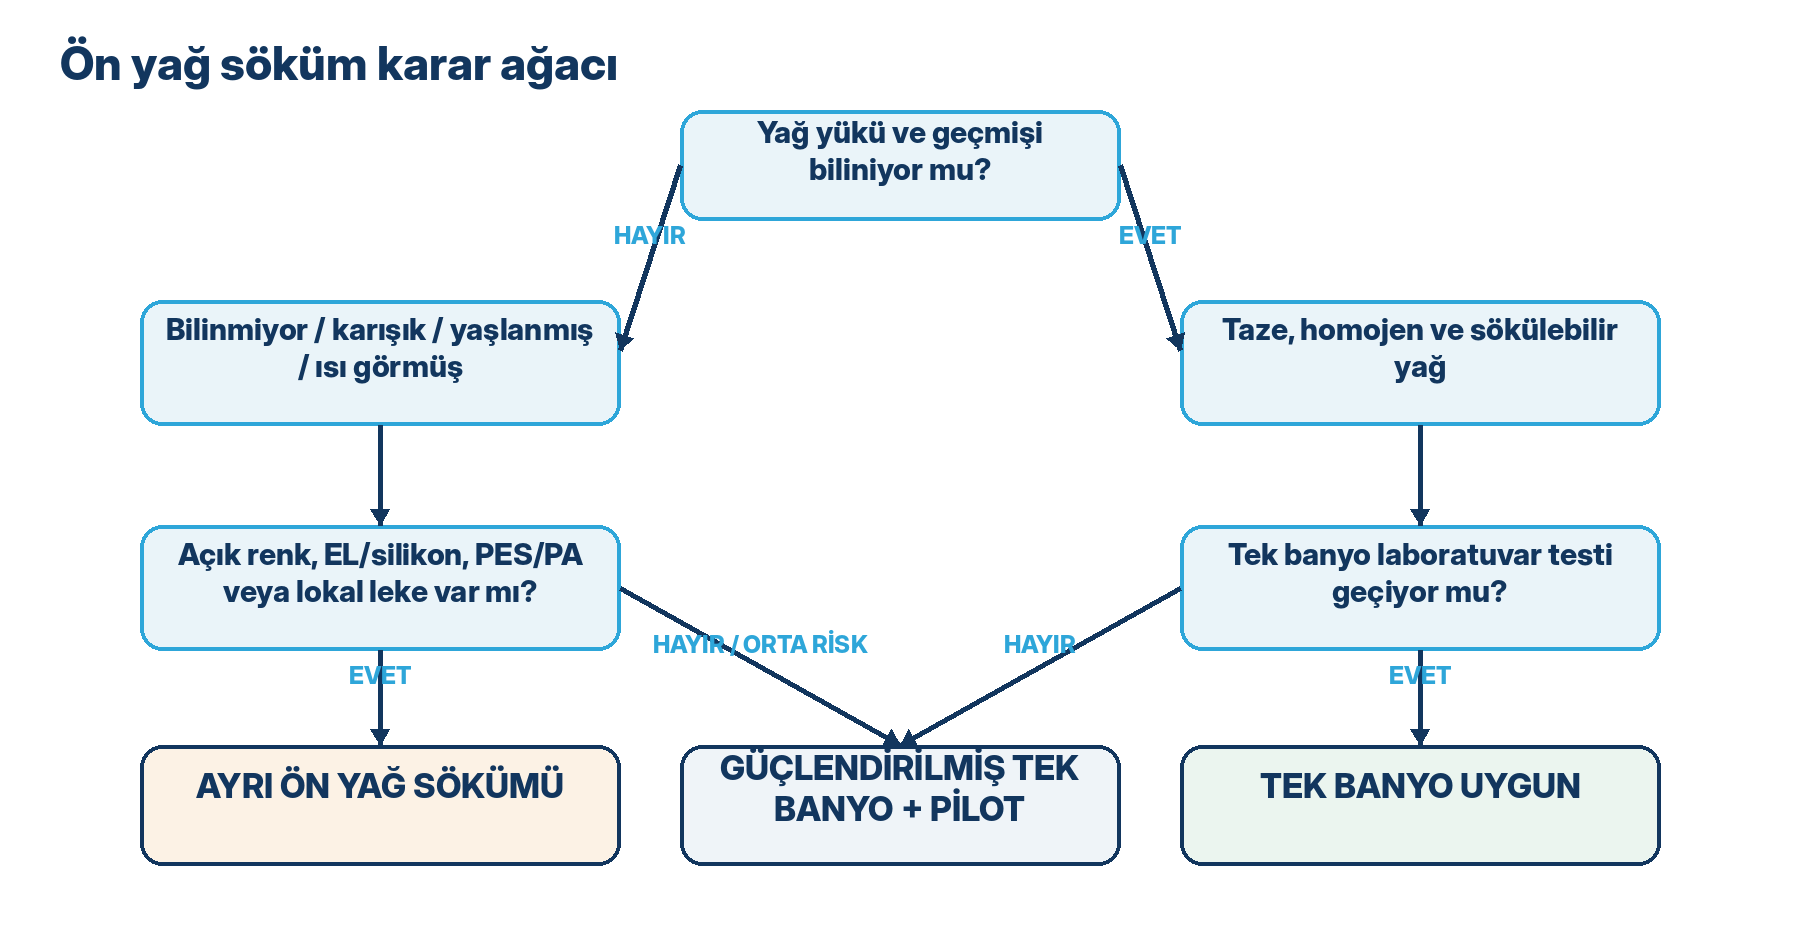 Ön yağ söküm karar ağacı
Yağ yükü ve geçmişi
biliniyor mu?
HAYIR
EVET
Bilinmiyor / karışık / yaşlanmış
/ ısı görmüş
Taze, homojen ve sökülebilir
yağ
Açık renk, EL/silikon, PES/PA
veya lokal leke var mı?
Tek banyo laboratuvar testi
geçiyor mu?
HAYIR / ORTA RİSK
HAYIR
EVET
EVET
AYRI ÖN YAĞ SÖKÜMÜ
GÜÇLENDİRİLMİŞ TEK
BANYO + PİLOT
TEK BANYO UYGUN